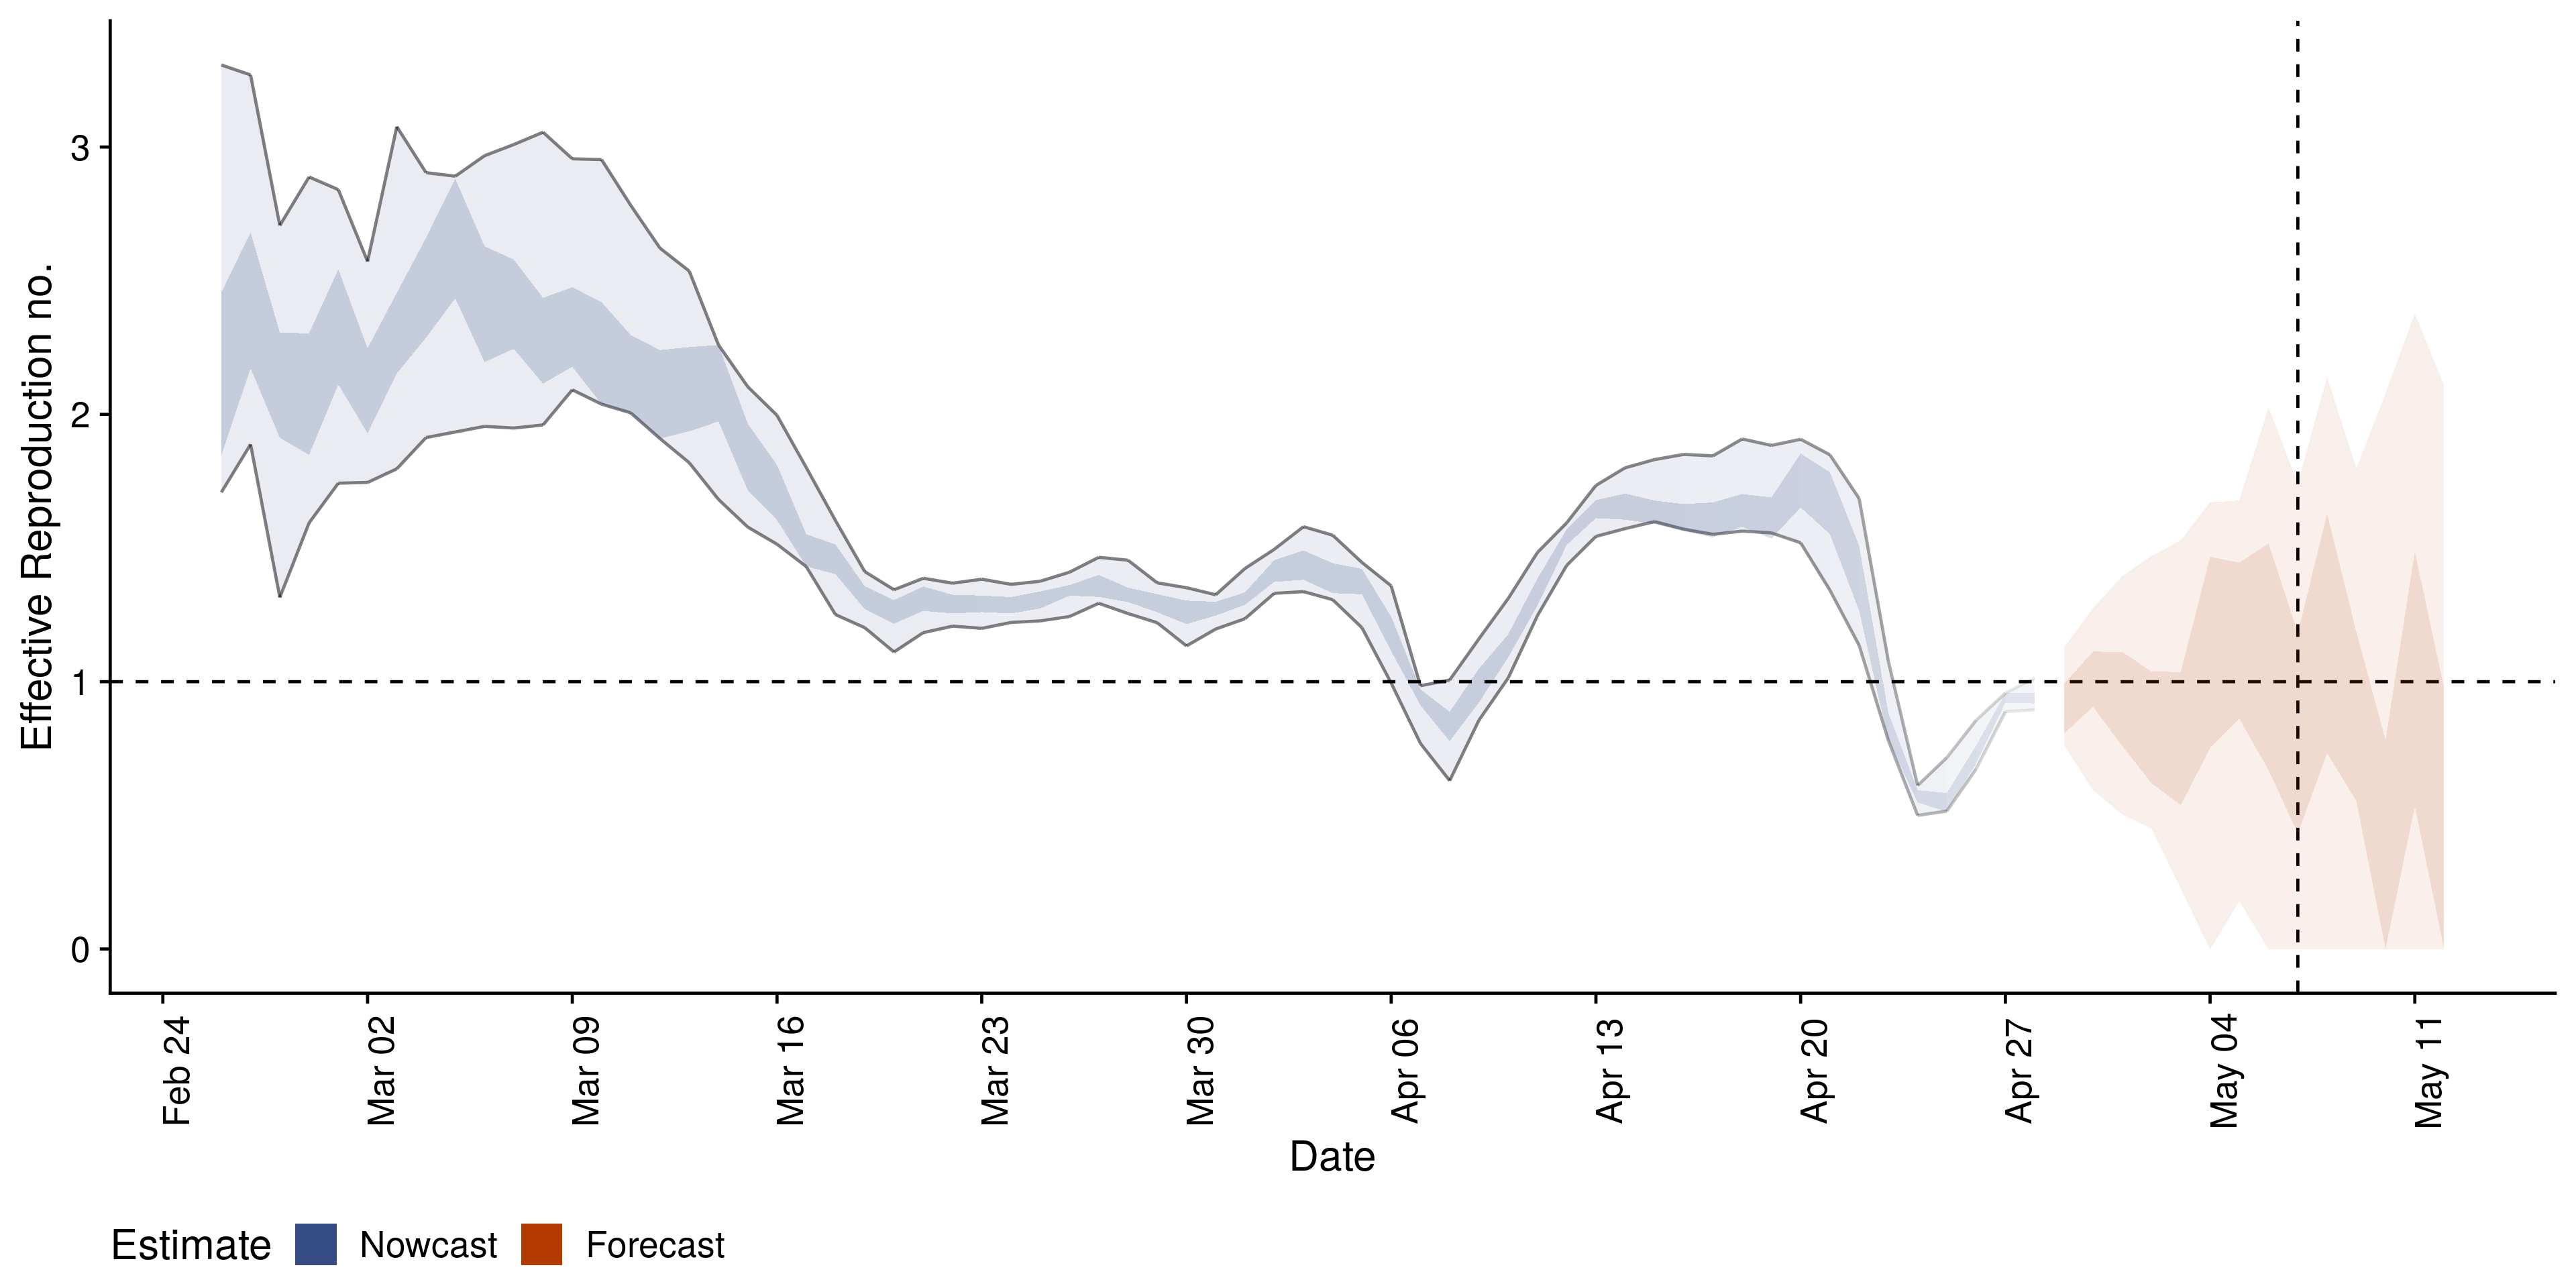 Effective Reproduction no.
3
2
1
0
Feb 24
Mar 02
Mar 09
Mar 16
Mar 23
Mar 30
Apr 06
Apr 13
Apr 20
Apr 27
May 04
May 11
Date
Estimate Nowcast Forecast